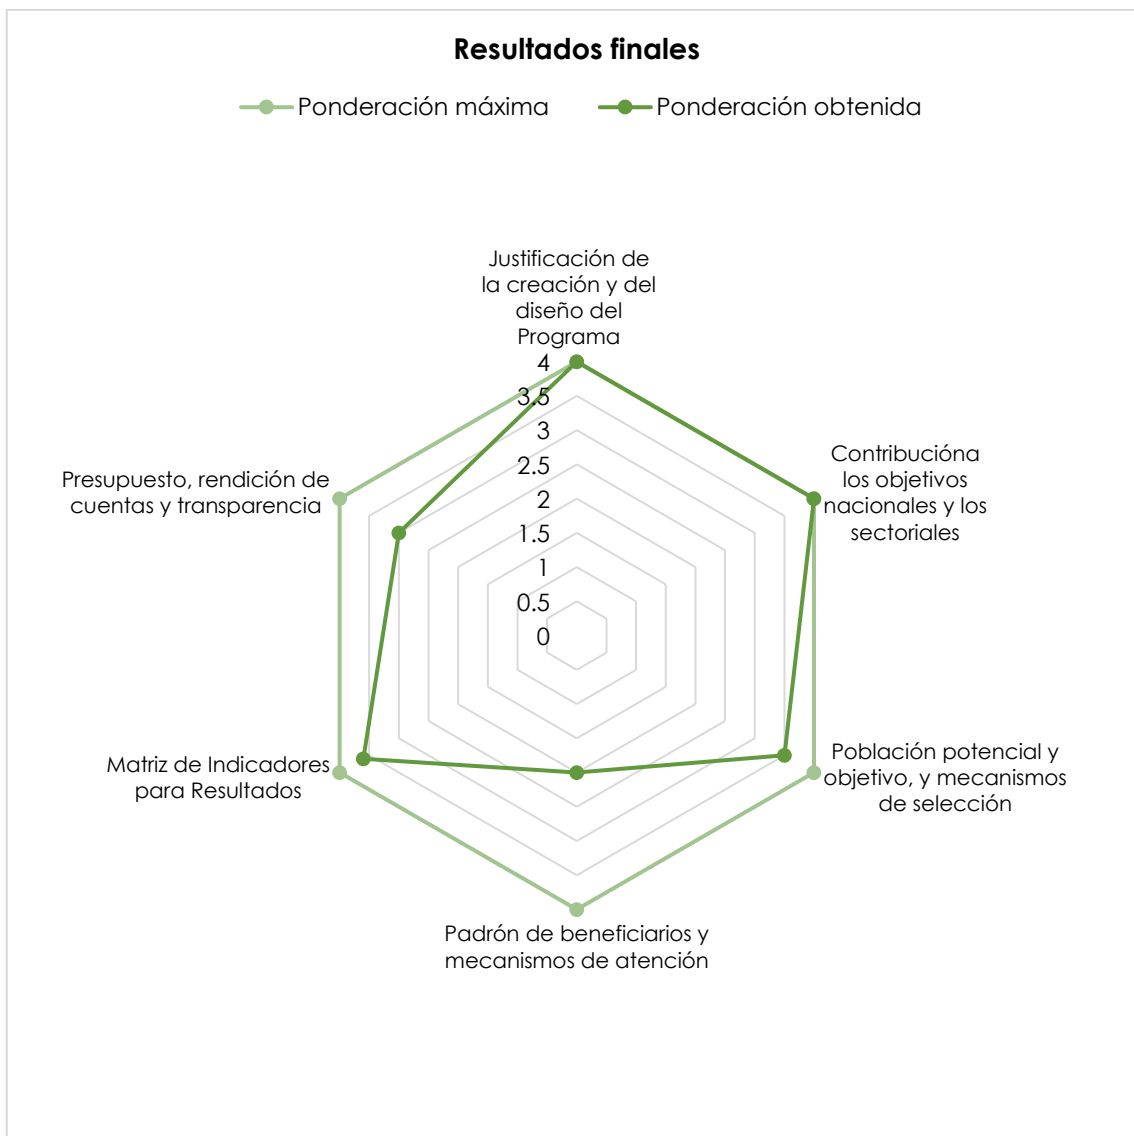 Resultados finales
Ponderación máxima
Ponderación obtenida
Justificación de
la creación y del
diseño del
Programa
4
3.5
3
2.5
2
1.5
1
0.5
0
Contribucióna
los objetivos
nacionales y los
sectoriales
Población potencial y
objetivo, y mecanismos
de selección
Padrón de beneficiarios y
mecanismos de atención
Matriz de Indicadores
para Resultados
Presupuesto, rendición de
cuentas y transparencia